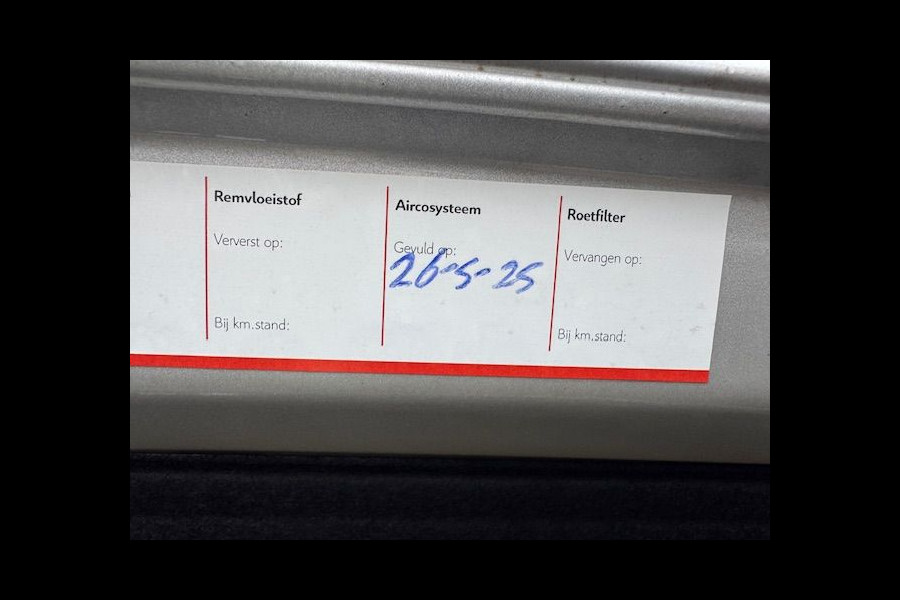 Remvloeistof
Ververst op:
Bij km.stand:
Aircosysteem
Gevuld op:
26-5-25
Roetfilter
Vervangen op:
Bij km.stand: